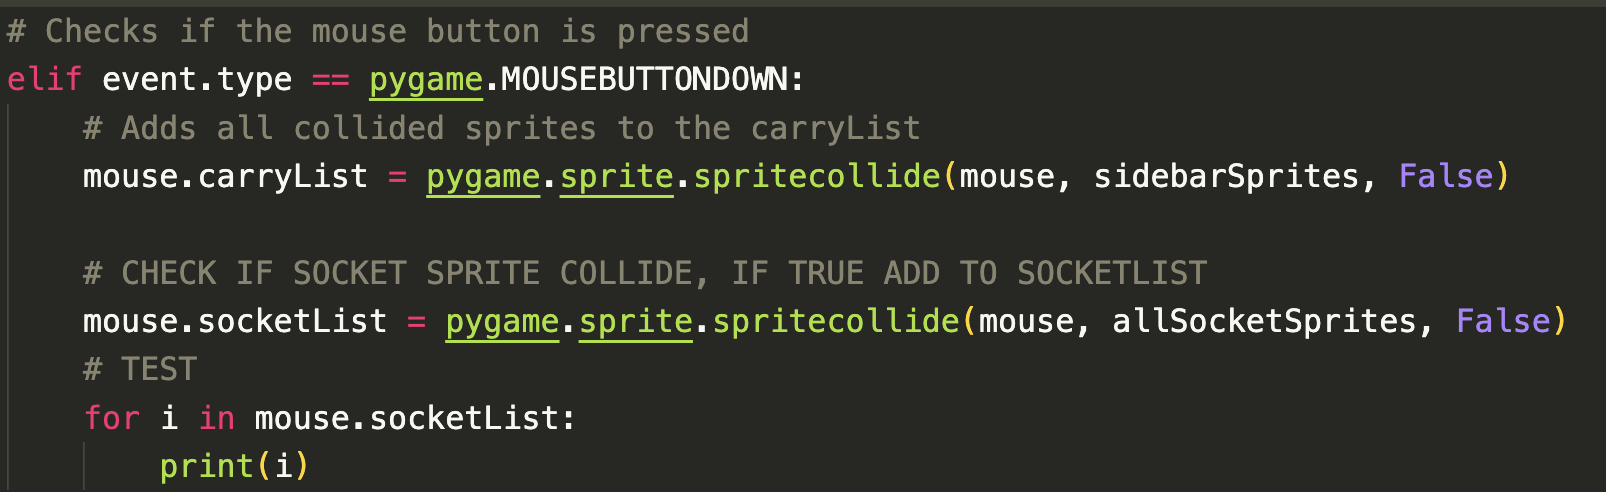 # Checks if the mouse button is pressed
elif event.type == pygame.MOUSEBUTTONDOWN:
    # Adds all collided sprites to the carryList
    mouse.carryList = pygame.sprite.spritecollide(mouse, sidebarSprites, False)

    # CHECK IF SOCKET SPRITE COLLIDE, IF TRUE ADD TO SOCKETLIST
    mouse.socketList = pygame.sprite.spritecollide(mouse, allSocketSprites, False)
    # TEST
    for i in mouse.socketList:
        print(i)